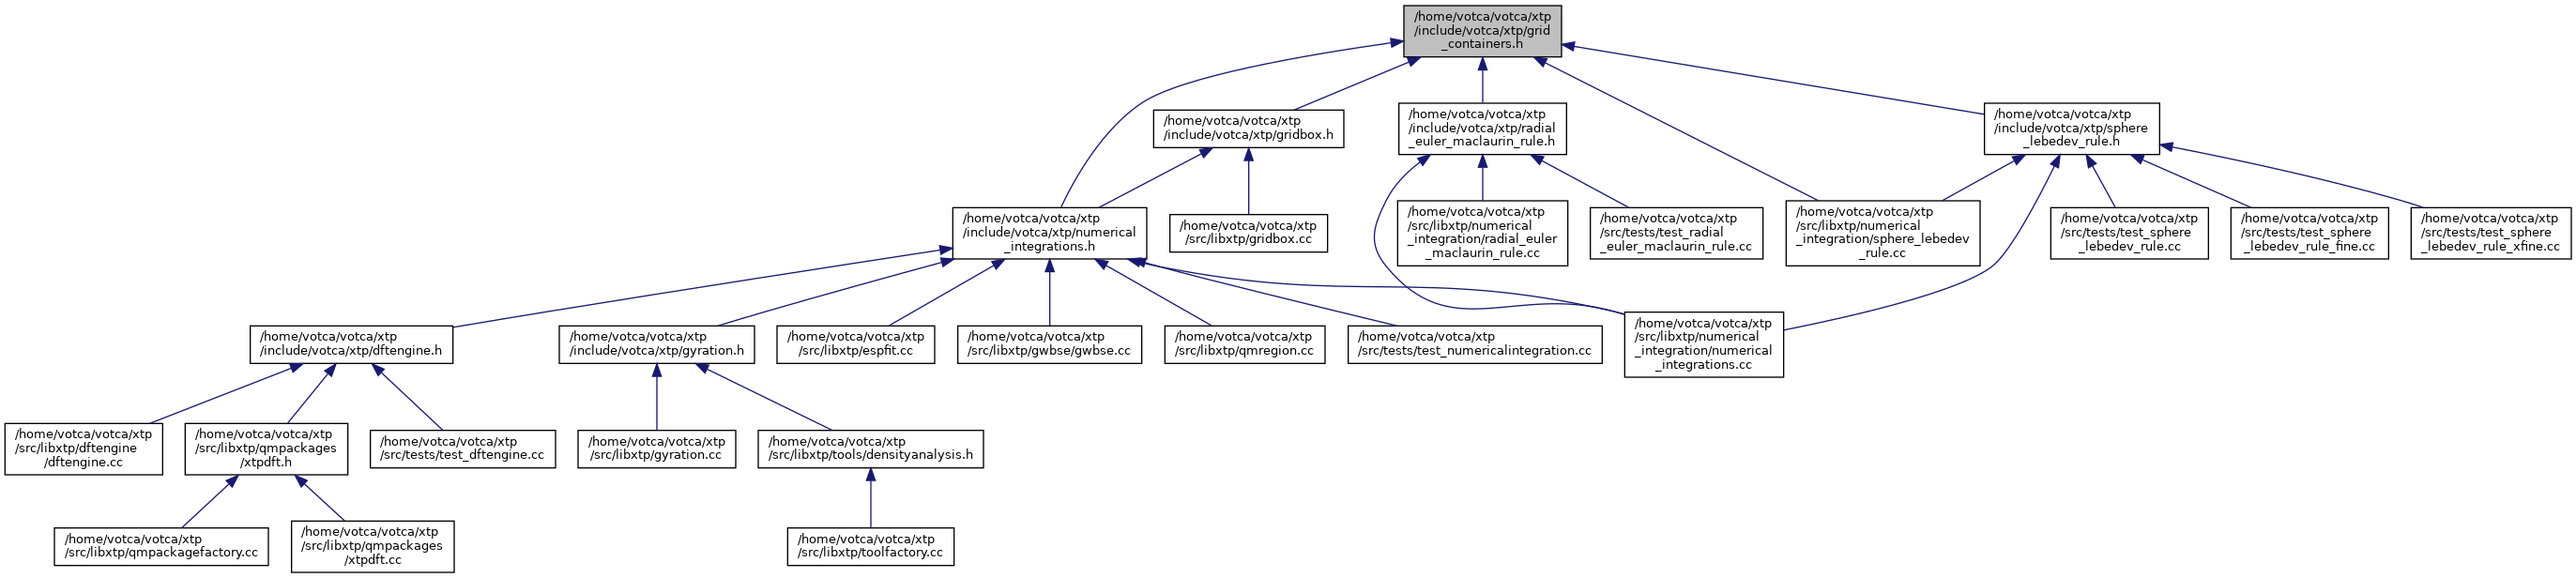 /home/votca/votca/xtp
/include/votca/xtp/grid
_containers.h
/home/votca/votca/xtp
/include/votca/xtp/gridbox.h
/home/votca/votca/xtp
/include/votca/xtp/radial
_euler_maclaurin_rule.h
/home/votca/votca/xtp
/include/votca/xtp/sphere
_lebedev_rule.h
/home/votca/votca/xtp
/include/votca/xtp/numerical
_integrations.h
/home/votca/votca/xtp
/src/libxtp/gridbox.cc
/home/votca/votca/xtp
/src/libxtp/numerical
_integration/radial_euler
_maclaurin_rule.cc
/home/votca/votca/xtp
/src/tests/test_radial
_euler_maclaurin_rule.cc
/home/votca/votca/xtp
/src/libxtp/numerical
_integration/sphere_lebedev
_rule.cc
/home/votca/votca/xtp
/src/tests/test_sphere
_lebedev_rule.cc
/home/votca/votca/xtp
/src/tests/test_sphere
_lebedev_rule_fine.cc
/home/votca/votca/xtp
/src/tests/test_sphere
_lebedev_rule_xfine.cc
/home/votca/votca/xtp
/include/votca/xtp/dftengine.h
/home/votca/votca/xtp
/include/votca/xtp/gyration.h
/home/votca/votca/xtp
/src/libxtp/espfit.cc
/home/votca/votca/xtp
/src/libxtp/gwbse/gwbse.cc
/home/votca/votca/xtp
/src/libxtp/qmregion.cc
/home/votca/votca/xtp
/src/tests/test_numericalintegration.cc
/home/votca/votca/xtp
/src/libxtp/numerical
_integration/numerical
_integrations.cc
/home/votca/votca/xtp
/src/libxtp/dftengine
/dftengine.cc
/home/votca/votca/xtp
/src/libxtp/qmpackages
/xtpdft.h
/home/votca/votca/xtp
/src/tests/test_dftengine.cc
/home/votca/votca/xtp
/src/libxtp/gyration.cc
/home/votca/votca/xtp
/src/libxtp/tools/densityanalysis.h
/home/votca/votca/xtp
/src/libxtp/qmpackagefactory.cc
/home/votca/votca/xtp
/src/libxtp/qmpackages
/xtpdft.cc
/home/votca/votca/xtp
/src/libxtp/toolfactory.cc